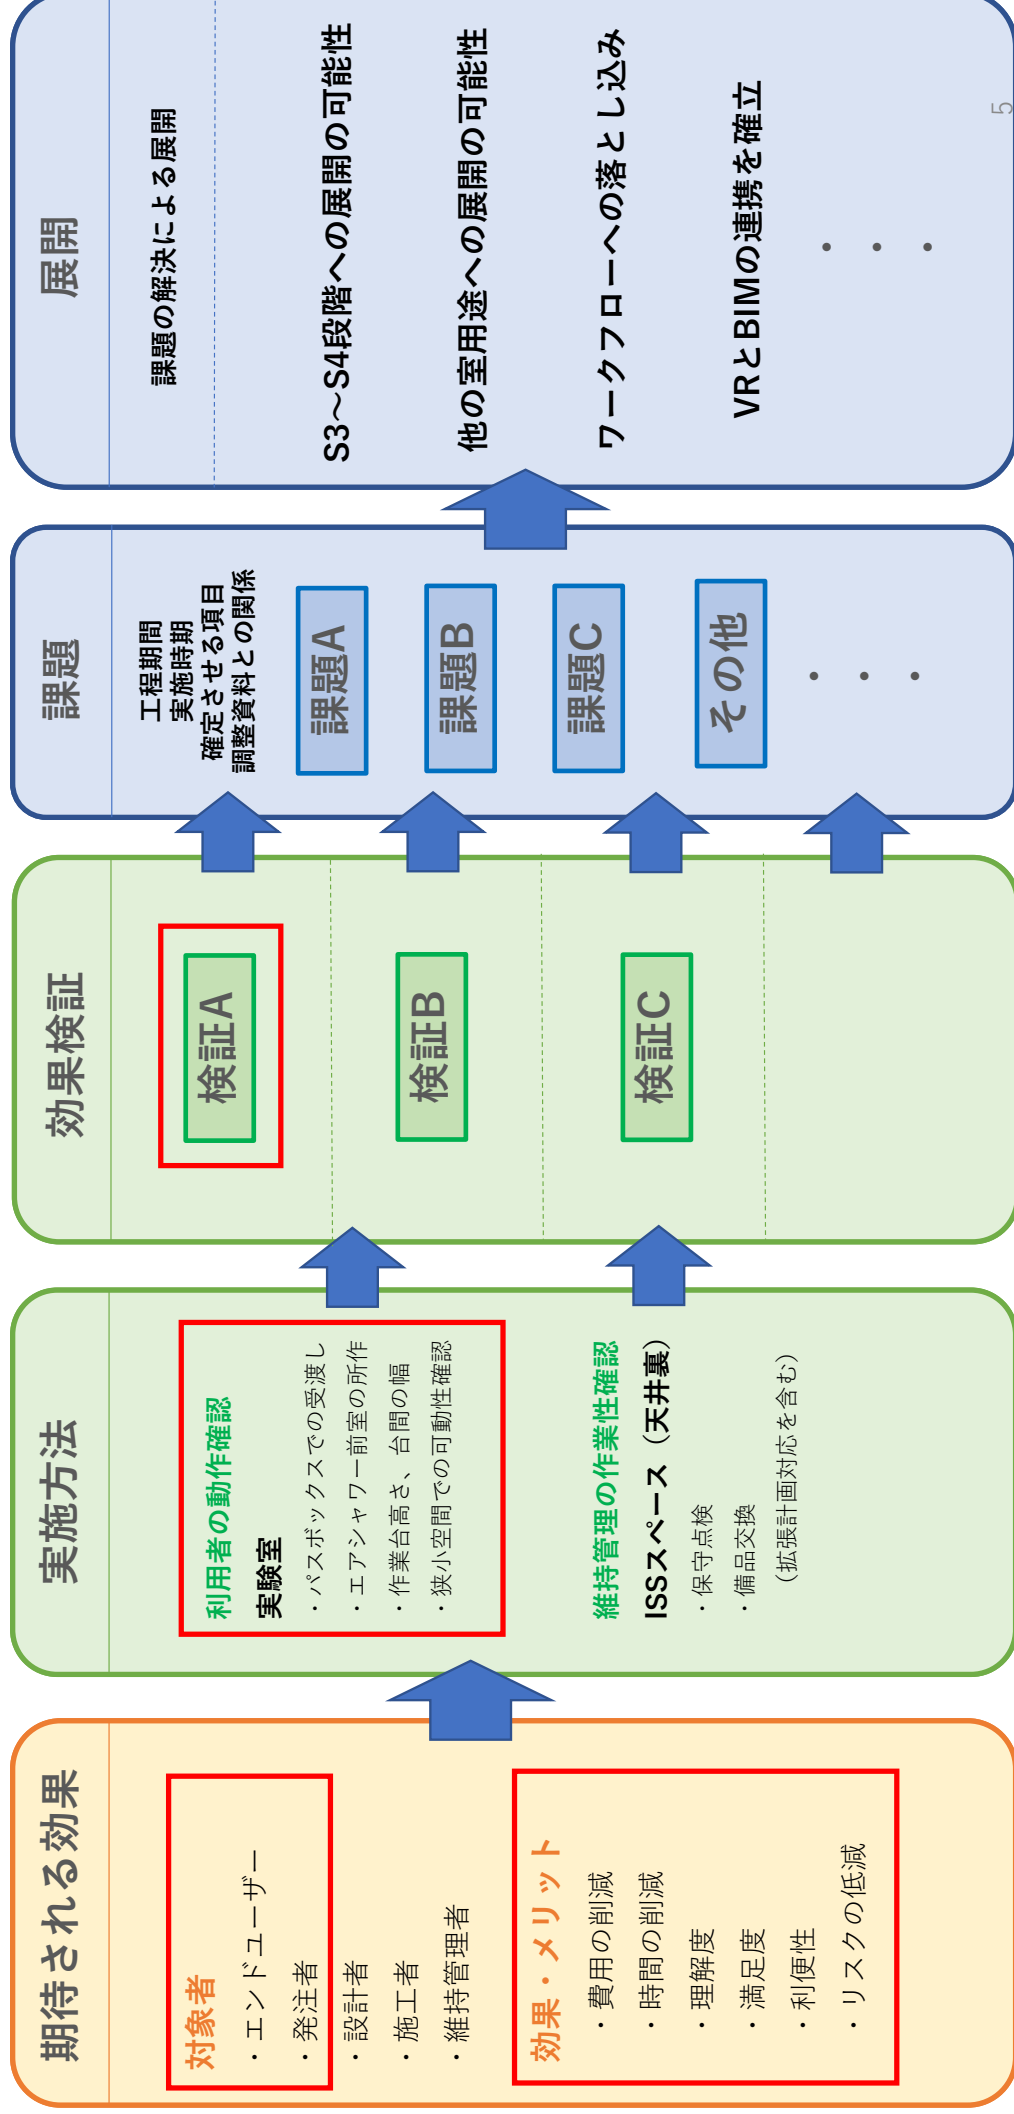 期待される効果
対象者
・エンドユーザー
・発注者
・設計者
・施工者
・維持管理者
効果・メリット
・費用の削減
・時間の削減
・理解度
・満足度
・利便性
・リスクの低減
実施方法
利用者の動作確認
実験室
・パスボックスでの受渡し
・エアシャワー前室の所作
・作業台高さ、台間の幅
・狭小空間での可動性確認
維持管理の作業性確認
ISSスペース（天井裏）
・保守点検
・備品交換
（拡張計画対応を含む）
効果検証
検証A
検証B
検証C
課題
工程期間
実施時期
確定させる項目
調整資料との関係
課題A
課題B
課題C
その他
・・・
展開
課題の解決による展開
S3～S4段階への展開の可能性
他の室用途への展開の可能性
ワークフローへの落とし込み
VRとBIMの連携を確立
・・・
5